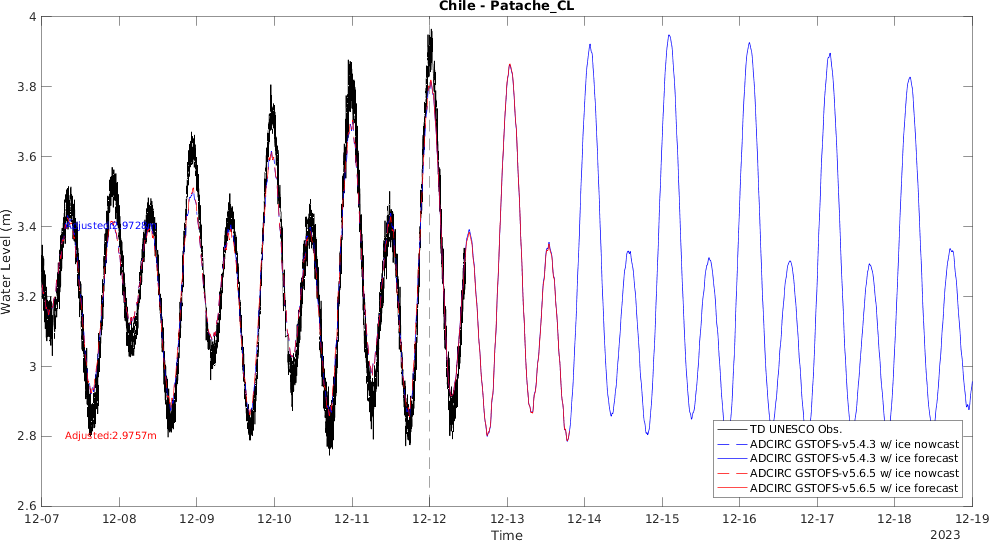 Chile - Patache_CL
Water Level (m)
4
3.8
3.6
3.4
3.2
3
2.8
2.6
Adjusted:2.9728m
Adjusted:2.9757m
TD UNESCO Obs.
ADCIRC GSTOFS-v5.4.3 w/ ice nowcast
ADCIRC GSTOFS-v5.4.3 w/ ice forecast
ADCIRC GSTOFS-v5.6.5 w/ ice nowcast
ADCIRC GSTOFS-v5.6.5 w/ ice forecast
12-07 12-08 12-09 12-10 12-11 12-12 12-13 12-14 12-15 12-16 12-17 12-18 12-19
Time
2023